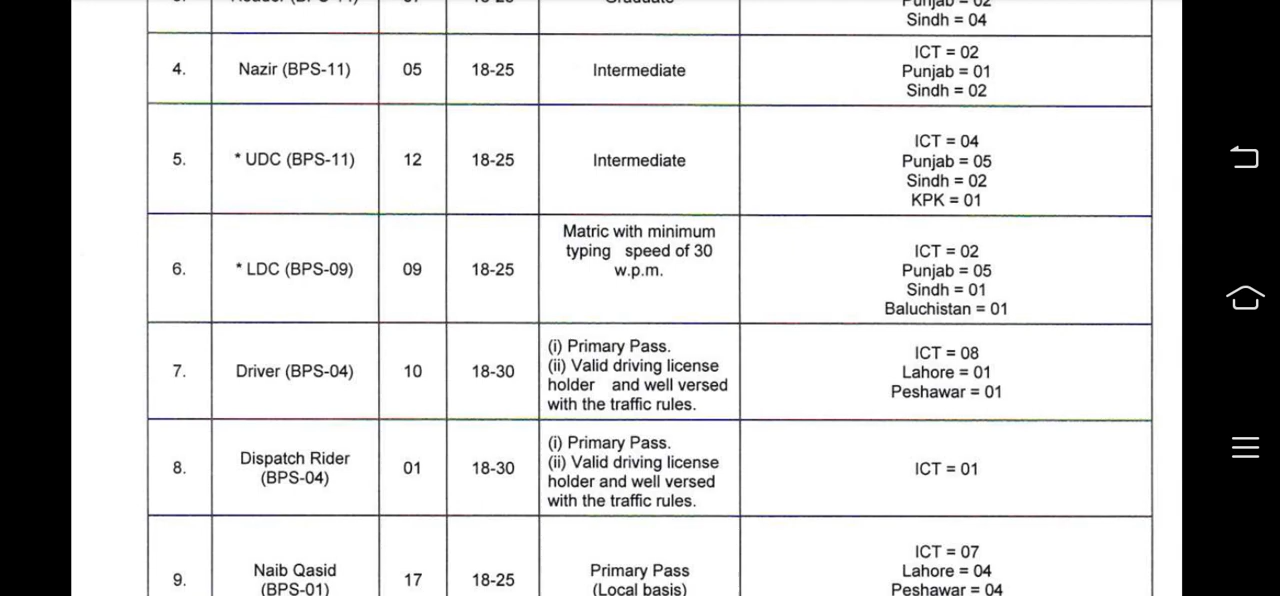 Sindh = 04
4.
Nazir (BPS-11)
05
18-25
Intermediate
ICT = 02
Punjab = 01
Sindh = 02
5.
* UDC (BPS-11)
12
18-25
Intermediate
ICT = 04
Punjab = 05
Sindh = 02
KPK = 01
6.
* LDC (BPS-09)
09
18-25
Matric with minimum
typing speed of 30
w.p.m.
ICT = 02
Punjab = 05
Sindh = 01
Baluchistan = 01
7.
Driver (BPS-04)
10
18-30
(i) Primary Pass.
(ii) Valid driving license
holder and well versed
with the traffic rules.
ICT = 08
Lahore = 01
Peshawar = 01
8.
Dispatch Rider
(BPS-04)
01
18-30
(i) Primary Pass.
(ii) Valid driving license
holder and well versed
with the traffic rules.
ICT = 01
9.
Naib Qasid
(BPS-01)
17
18-25
Primary Pass
(Local basis)
ICT = 07
Lahore = 04
Peshawar = 04